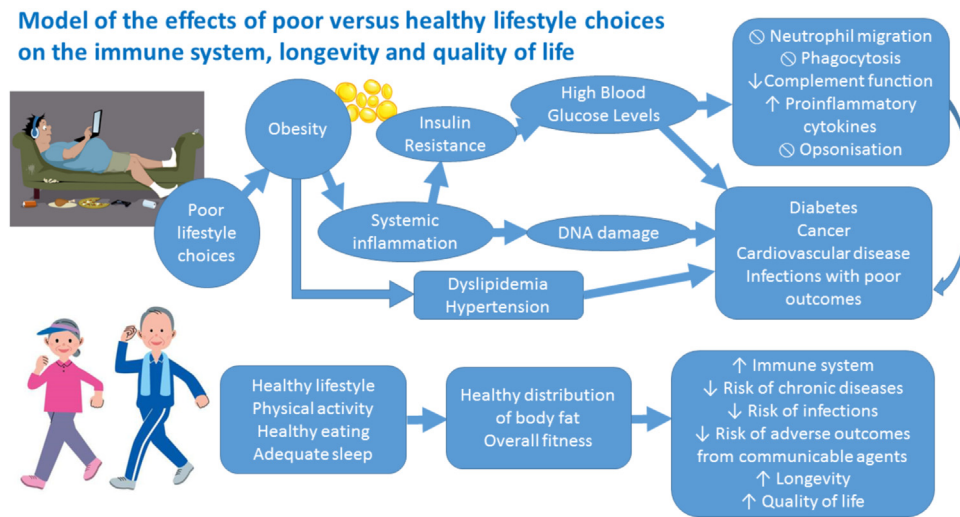 Model of the effects of poor versus healthy lifestyle choices
on the immune system, longevity and quality of life
Poor
lifestyle
choices
Obesity
Systemic
inflammation
Insulin
Resistance
High Blood
Glucose Levels
🛇 Neutrophil migration
🛇 Phagocytosis
↓Complement function
↑ Proinflammatory
cytokines
🛇 Opsonisation
DNA damage
Dyslipidemia
Hypertension
Diabetes
Cancer
Cardiovascular disease
Infections with poor
outcomes
Healthy lifestyle
Physical activity
Healthy eating
Adequate sleep
Healthy distribution
of body fat
Overall fitness
↑ Immune system
↓ Risk of chronic diseases
↓ Risk of infections
↓ Risk of adverse outcomes
from communicable agents
↑ Longevity
↑ Quality of life